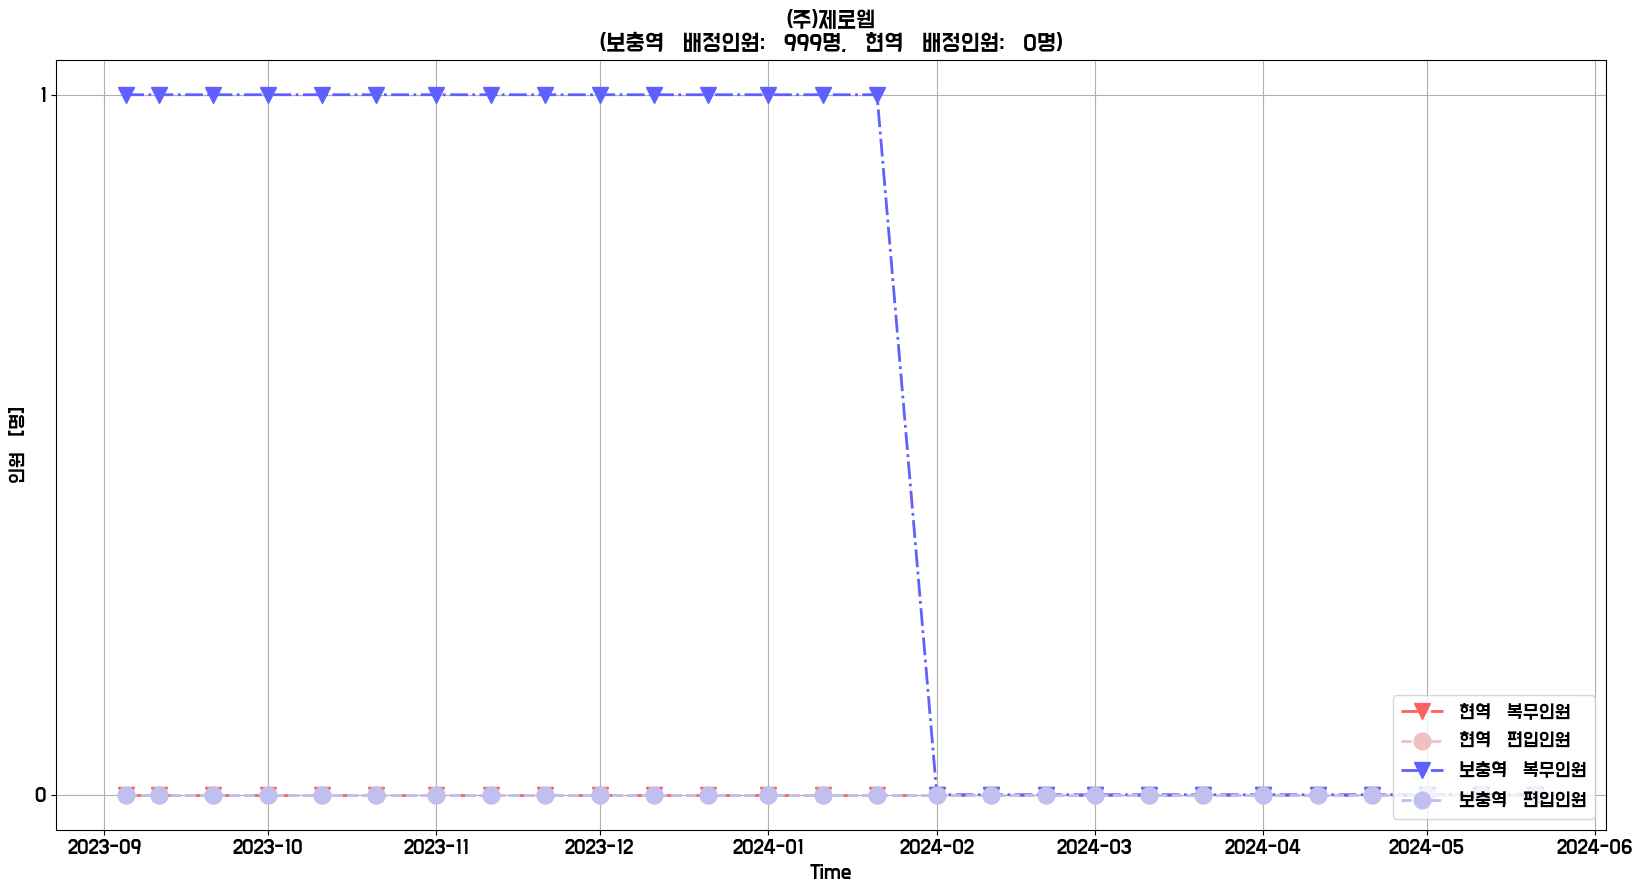 (주)제로웹
(보충역 배정인원: 999명, 현역 배정인원: 0명)
인원 [명]
1
0
현역 복무인원
현역 편입인원
보충역 복무인원
보충역 편입인원
2023-09 2023-10 2023-11 2023-12 2024-01 2024-02 2024-03 2024-04 2024-05 2024-06
Time